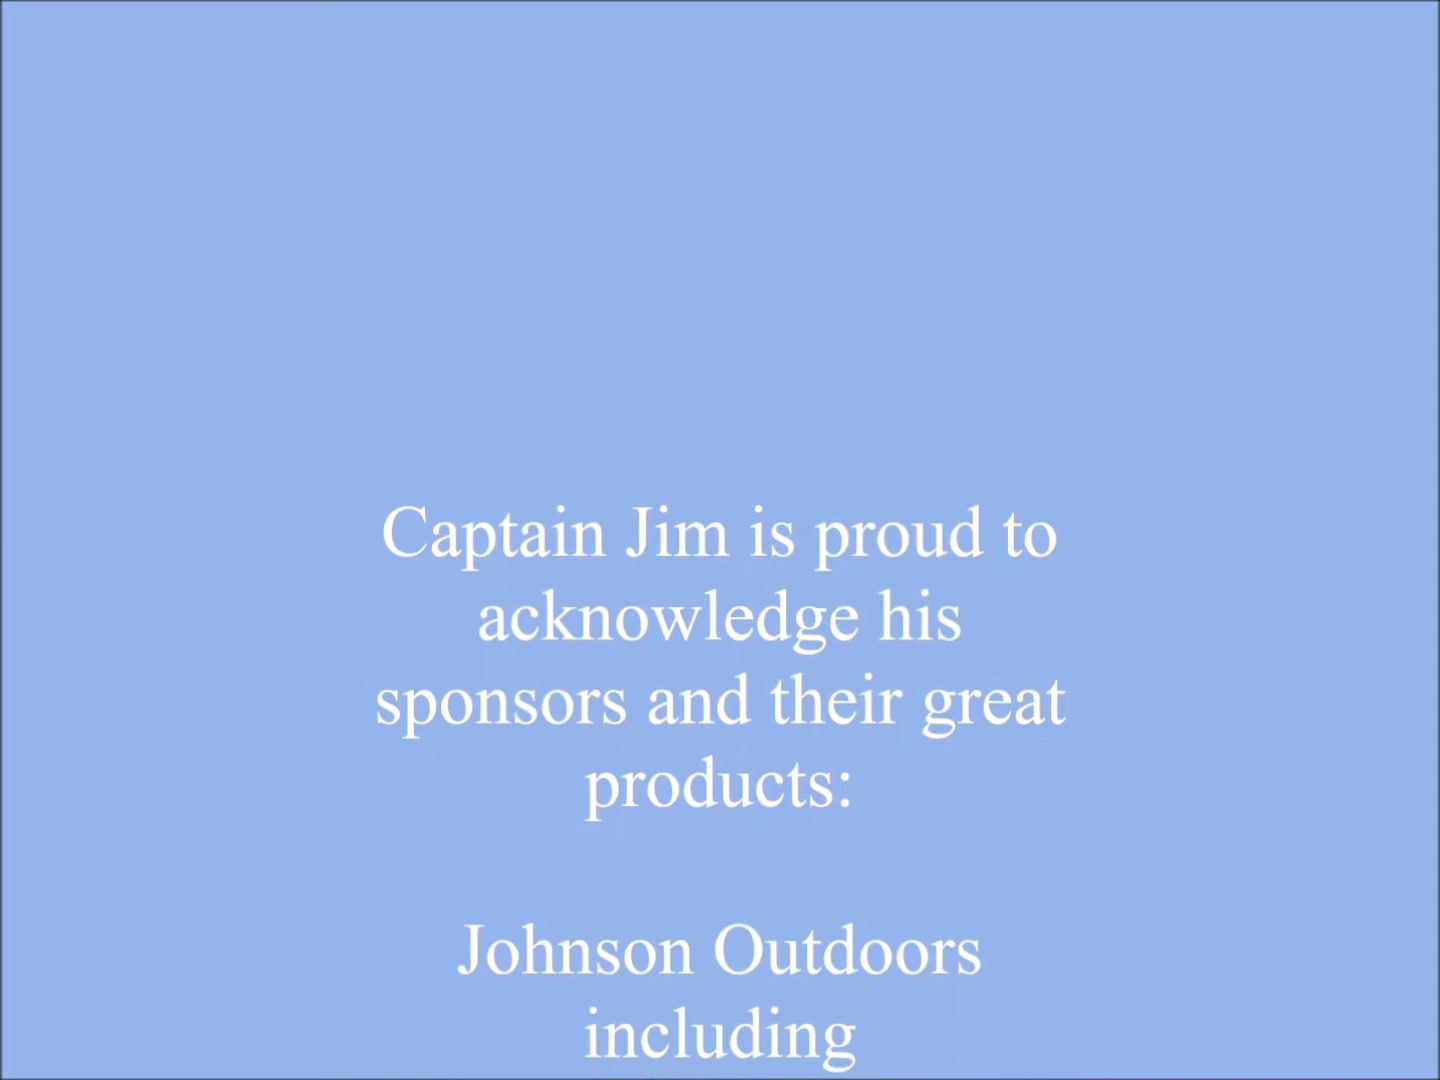 Captain Jim is proud to
acknowledge his
sponsors and their great
products:
Johnson Outdoors
including